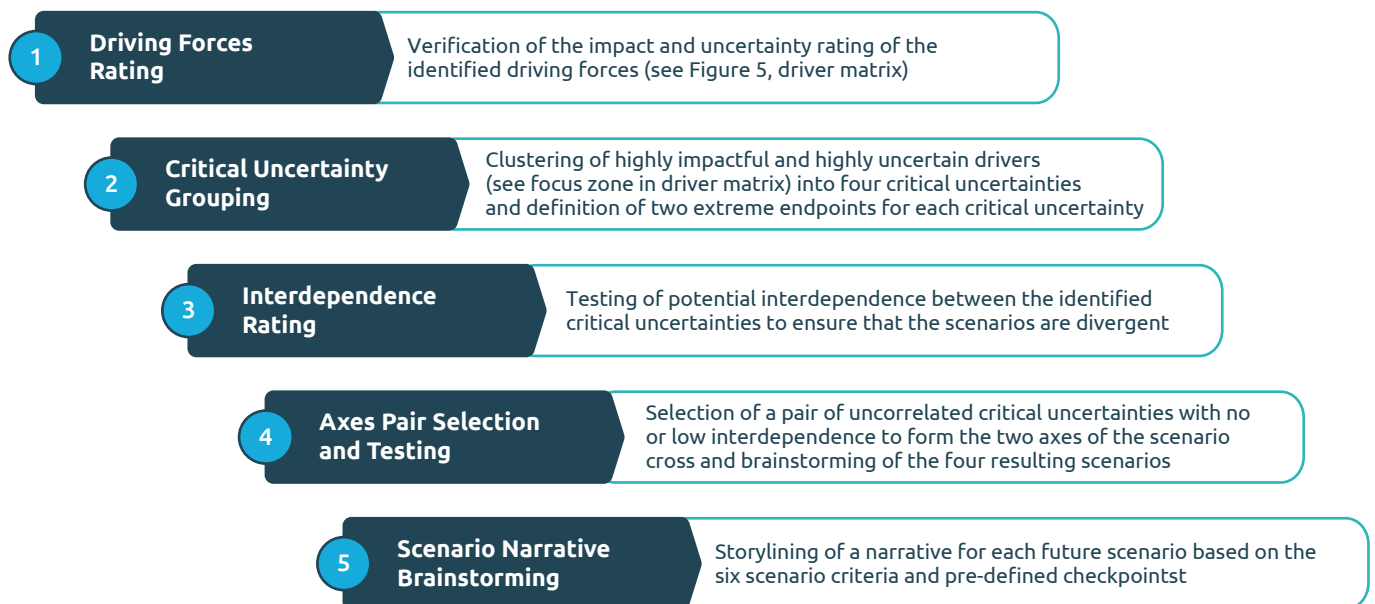 1
Driving Forces
Rating
Verification of the impact and uncertainty rating of the
identified driving forces (see Figure 5, driver matrix)
2
Critical Uncertainty
Grouping
Clustering of highly impactful and highly uncertain drivers
(see focus zone in driver matrix) into four critical uncertainties
and definition of two extreme endpoints for each critical uncertainty
3
Interdependence
Rating
Testing of potential interdependence between the identified
critical uncertainties to ensure that the scenarios are divergent
4
Axes Pair Selection
and Testing
Selection of a pair of uncorrelated critical uncertainties with no
or low interdependence to form the two axes of the scenario
cross and brainstorming of the four resulting scenarios
5
Scenario Narrative
Brainstorming
Storylining of a narrative for each future scenario based on the
six scenario criteria and pre-defined checkpointst